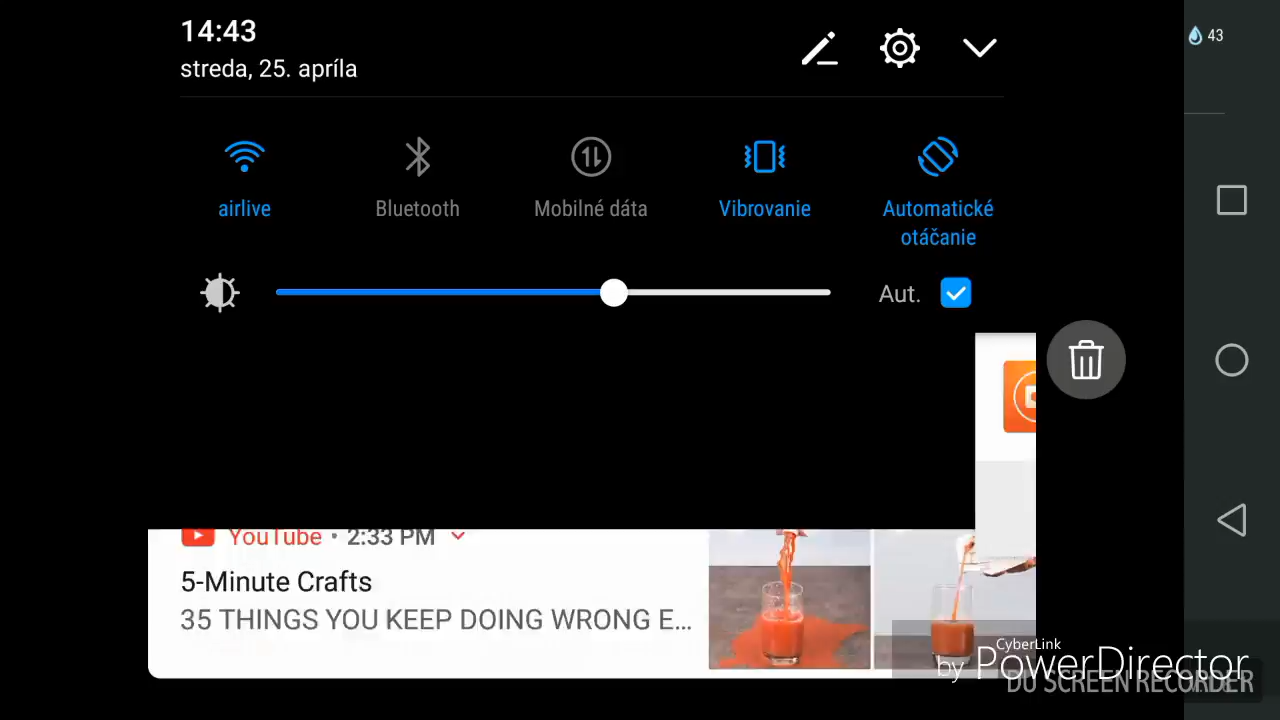 14:43
streda, 25. apríla
43
airlive
Bluetooth
Mobilné dáta
Vibrovanie
Automatické
otáčanie
Aut.
YouTube • 2:33 PM
5-Minute Crafts
35 THINGS YOU KEEP DOING WRONG E...
CyberLink
by PowerDirector
DU SCREEN RECORDER